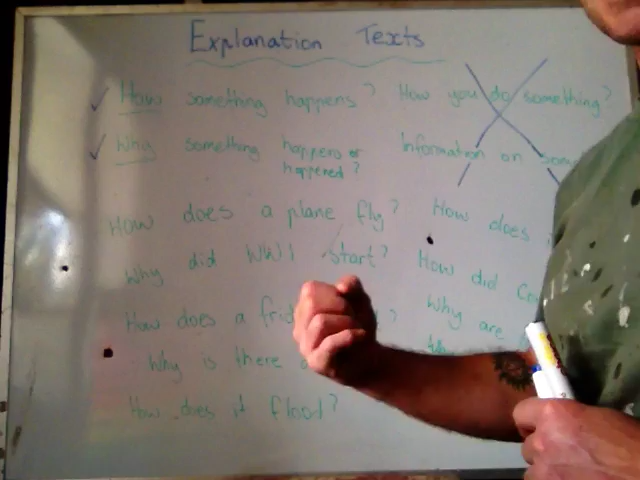 Explanation Texts
How something happens? How you do something?
Why something happens or happened? Information on
How does a plane fly? How does
Why did WW1 start? How did
How does a ? Why are
Why is there
How does it flood?